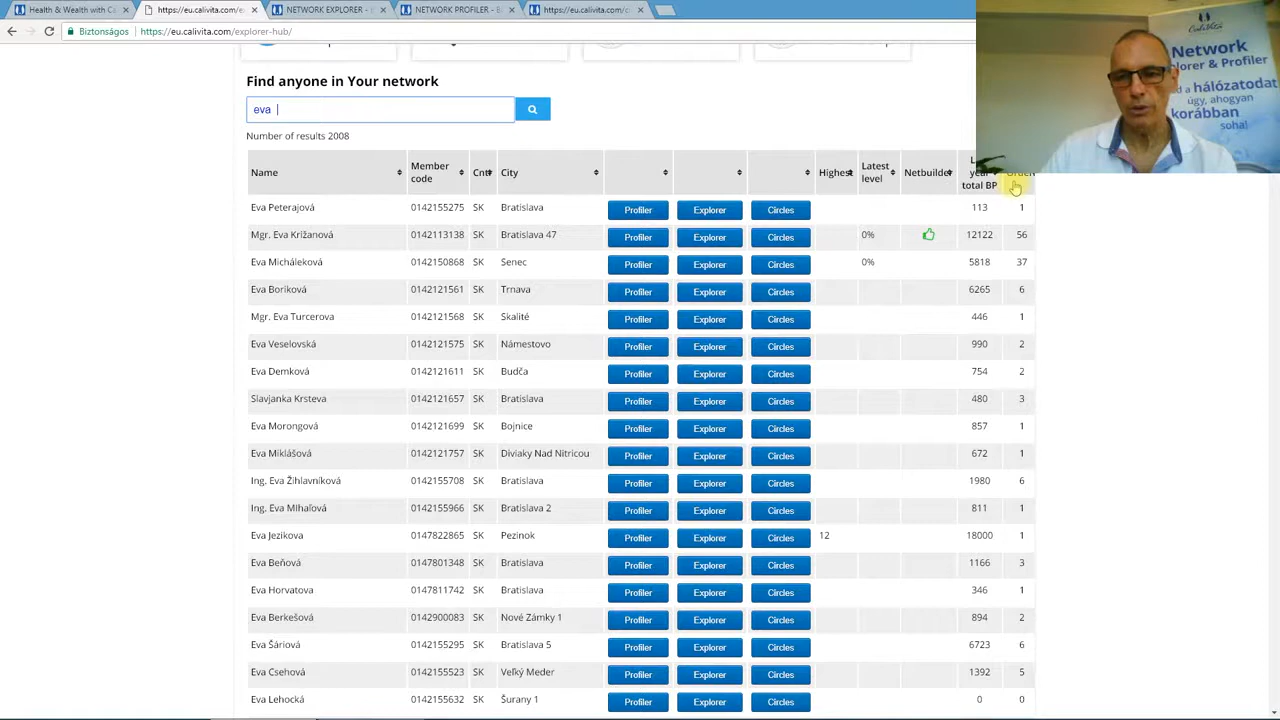 Health & Wealth with C
https://eu.calivita.com/ex
NETWORK EXPLORER - I
NETWORK PROFILER - B
https://eu.calivita.com/c
Biztonságos
https://eu.calivita.com/explorer-hub/
Network
plorer & Profiler
d a hálózatodat
úgy, ahogyan
korábban
soha!
Find anyone in Your network
eva
Number of results 2008
Name Member code Cnt City Highest Latest level Netbuilder year total BP
Eva Peterajová 0142155275 SK Bratislava Profiler Explorer Circles 113 1
Mgr. Eva Krížanová 0142113138 SK Bratislava 47 Profiler Explorer Circles 0% 12122 56
Eva Micháleková 0142150868 SK Senec Profiler Explorer Circles 0% 5818 37
Eva Boriková 0142121561 SK Trnava Profiler Explorer Circles 6265 6
Mgr. Eva Turcerova 0142121568 SK Skalité Profiler Explorer Circles 446 1
Eva Veselovská 0142121575 SK Námestovo Profiler Explorer Circles 990 2
Eva Demková 0142121611 SK Budča Profiler Explorer Circles 754 2
Slavjanka Krsteva 0142121657 SK Bratislava Profiler Explorer Circles 480 3
Eva Morongová 0142121699 SK Bojnice Profiler Explorer Circles 857 1
Eva Miklášová 0142121757 SK Diviaky Nad Nitricou Profiler Explorer Circles 672 1
Ing. Eva Žihlavníková 0142155708 SK Bratislava Profiler Explorer Circles 1980 6
Ing. Eva Mihaľová 0142155966 SK Bratislava 2 Profiler Explorer Circles 811 1
Eva Jezikova 0147822865 SK Pezinok Profiler Explorer Circles 12 18000 1
Eva Beňová 0147801348 SK Bratislava Profiler Explorer Circles 1166 3
Eva Horvatova 0147811742 SK Bratislava Profiler Explorer Circles 346 1
Eva Berkešová 0142900083 SK Nové Zámky 1 Profiler Explorer Circles 894 2
Eva Šáriová 0142155295 SK Bratislava 5 Profiler Explorer Circles 6723 6
Eva Csehová 0142155523 SK Veľký Meder Profiler Explorer Circles 1392 5
Eva Lehocká 0142155632 SK Šurany 1 Profiler Explorer Circles 0 0